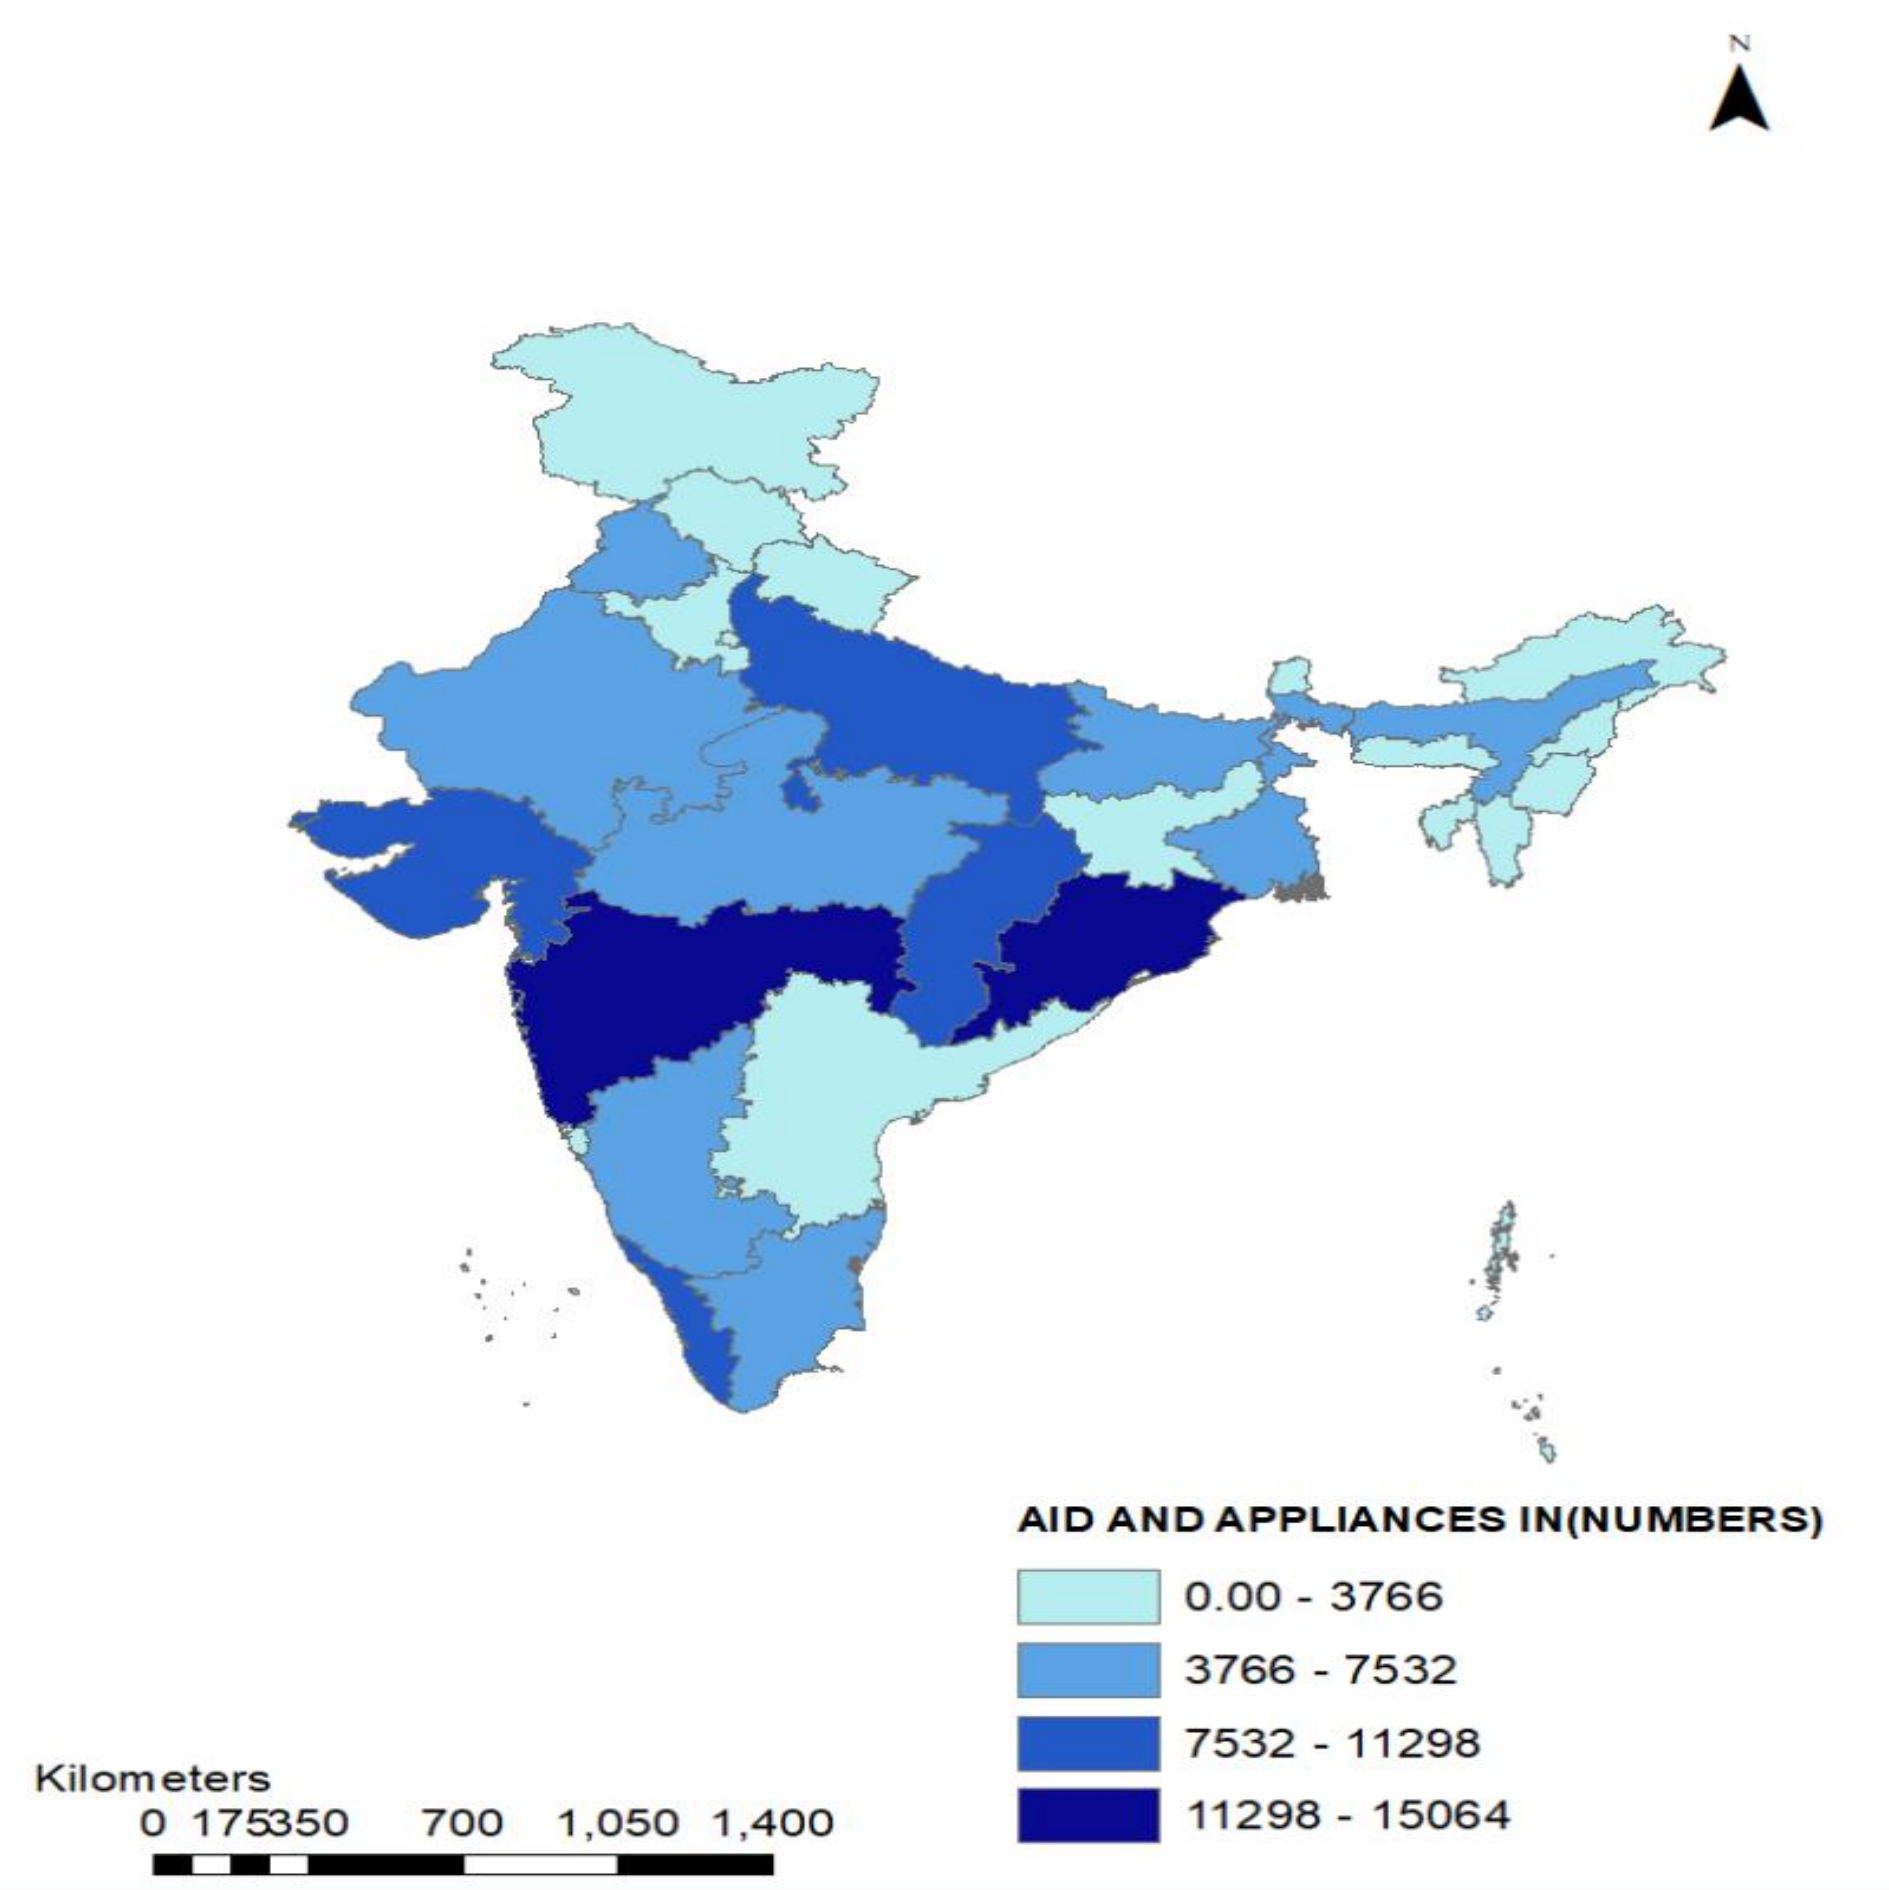 N
AID AND APPLIANCES IN(NUMBERS)
0.00 - 3766
3766 - 7532
7532 - 11298
11298 - 15064
Kilometers
0 175350 700 1,050 1,400